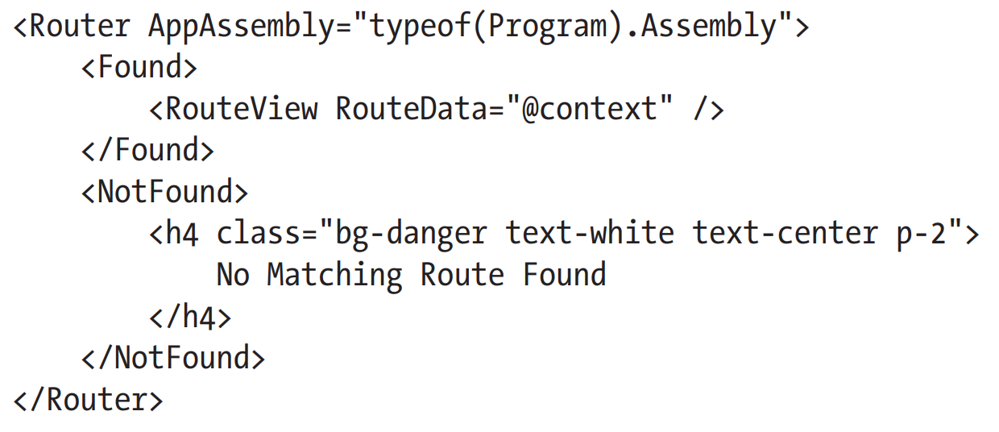 <Router AppAssembly="typeof(Program).Assembly">
    <Found>
        <RouteView RouteData="@context" />
    </Found>
    <NotFound>
        <h4 class="bg-danger text-white text-center p-2">
            No Matching Route Found
        </h4>
    </NotFound>
</Router>